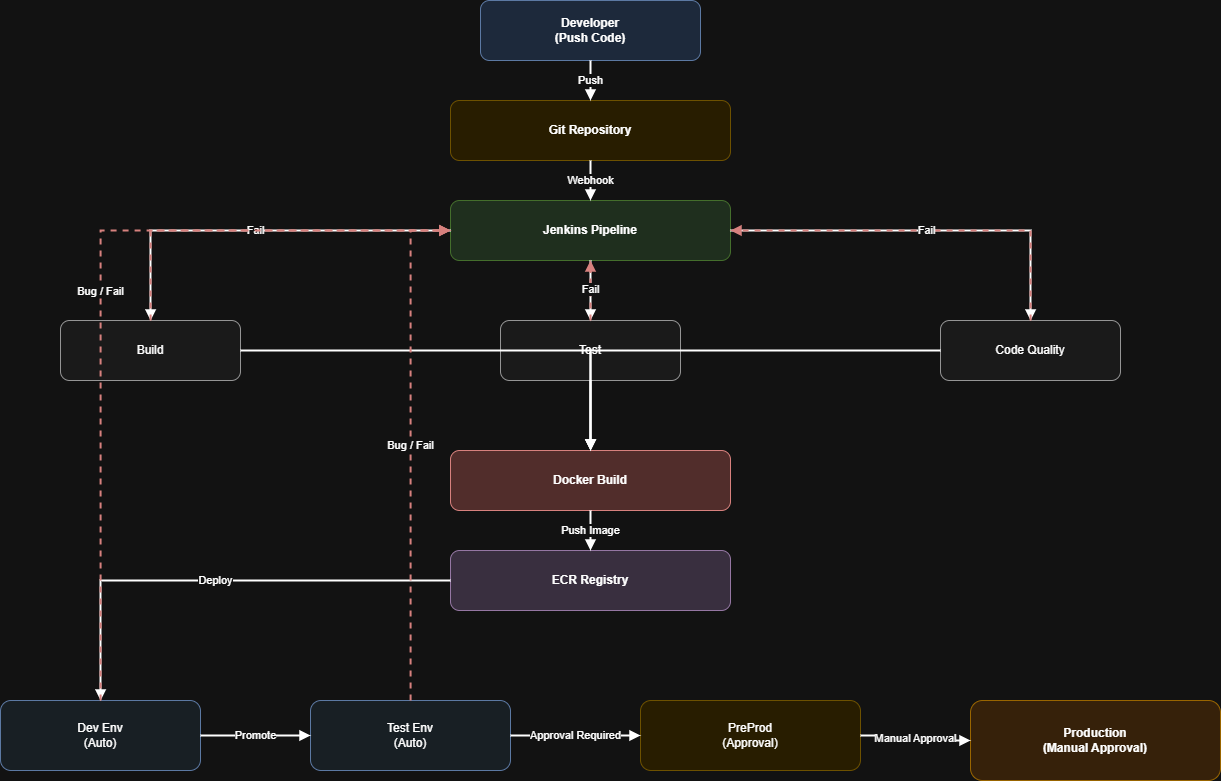 Developer
(Push Code)
Push
Git Repository
Webhook
Jenkins Pipeline
Fail
Fail
Fail
Bug / Fail
Build
Test
Code Quality
Bug / Fail
Docker Build
Push Image
ECR Registry
Deploy
Dev Env
(Auto)
Promote
Test Env
(Auto)
Approval Required
PreProd
(Approval)
Manual Approval
Production
(Manual Approval)